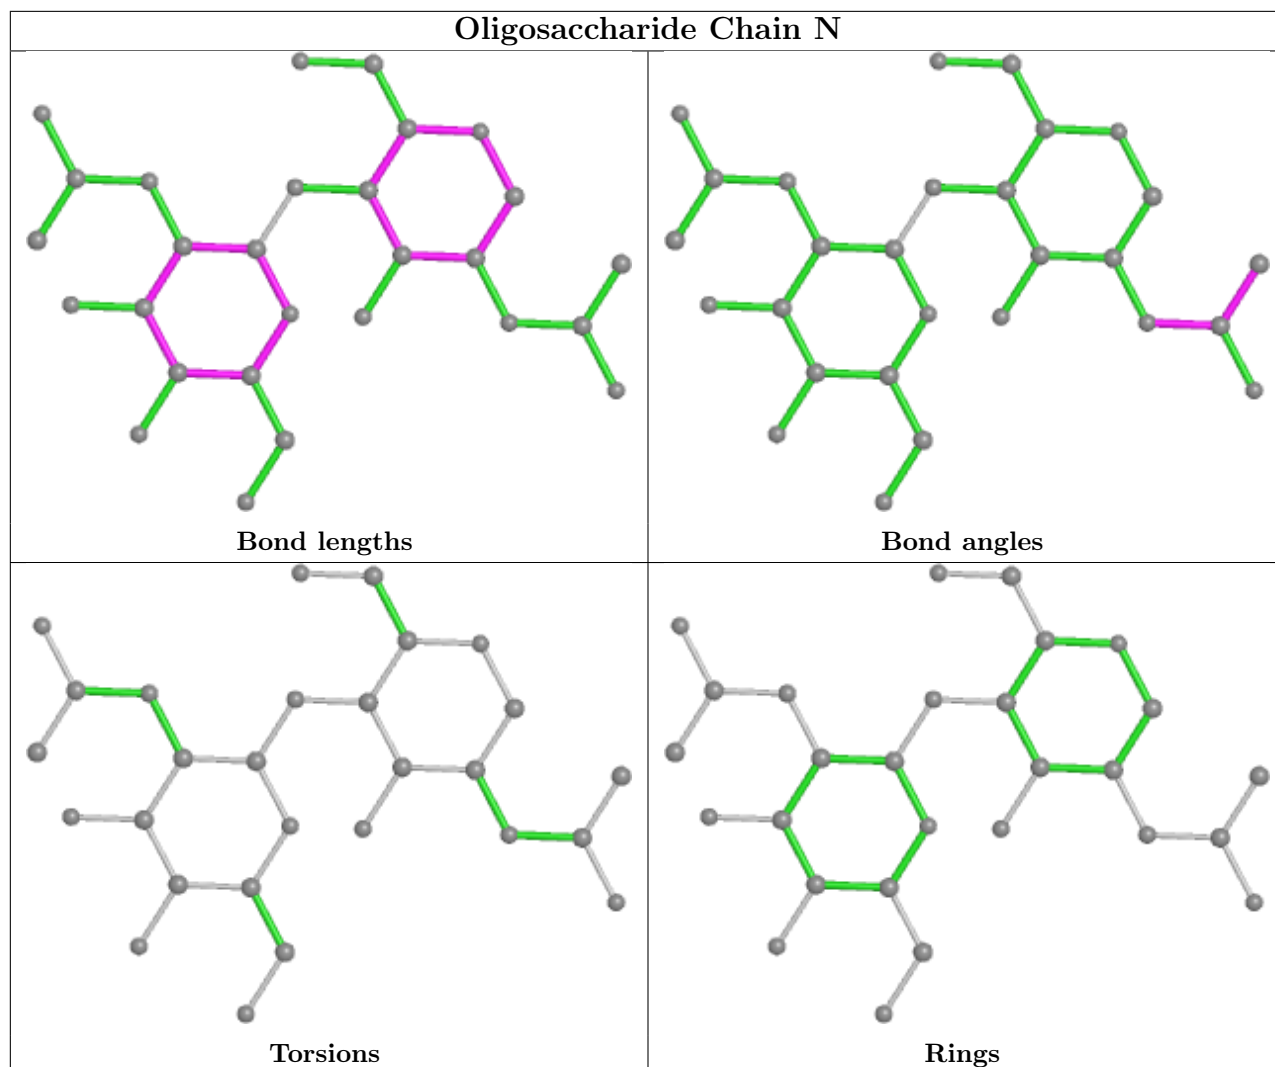 Oligosaccharide Chain N
Bond lengths
Bond angles
Torsions
Rings